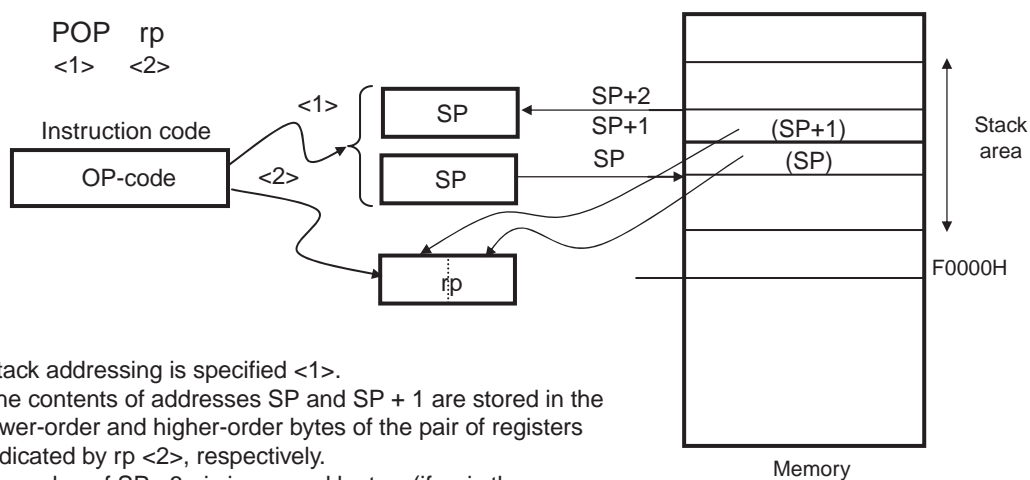 POP rp
<1> <2>
Instruction code
OP-code
<1>
<2>
SP
SP
rp
SP+2
SP+1
SP
(SP+1)
(SP)
Stack
area
F0000H
Memory
tack addressing is specified <1>.
he contents of addresses SP and SP + 1 are stored in the
wer-order and higher-order bytes of the pair of registers
dicated by rp <2>, respectively.